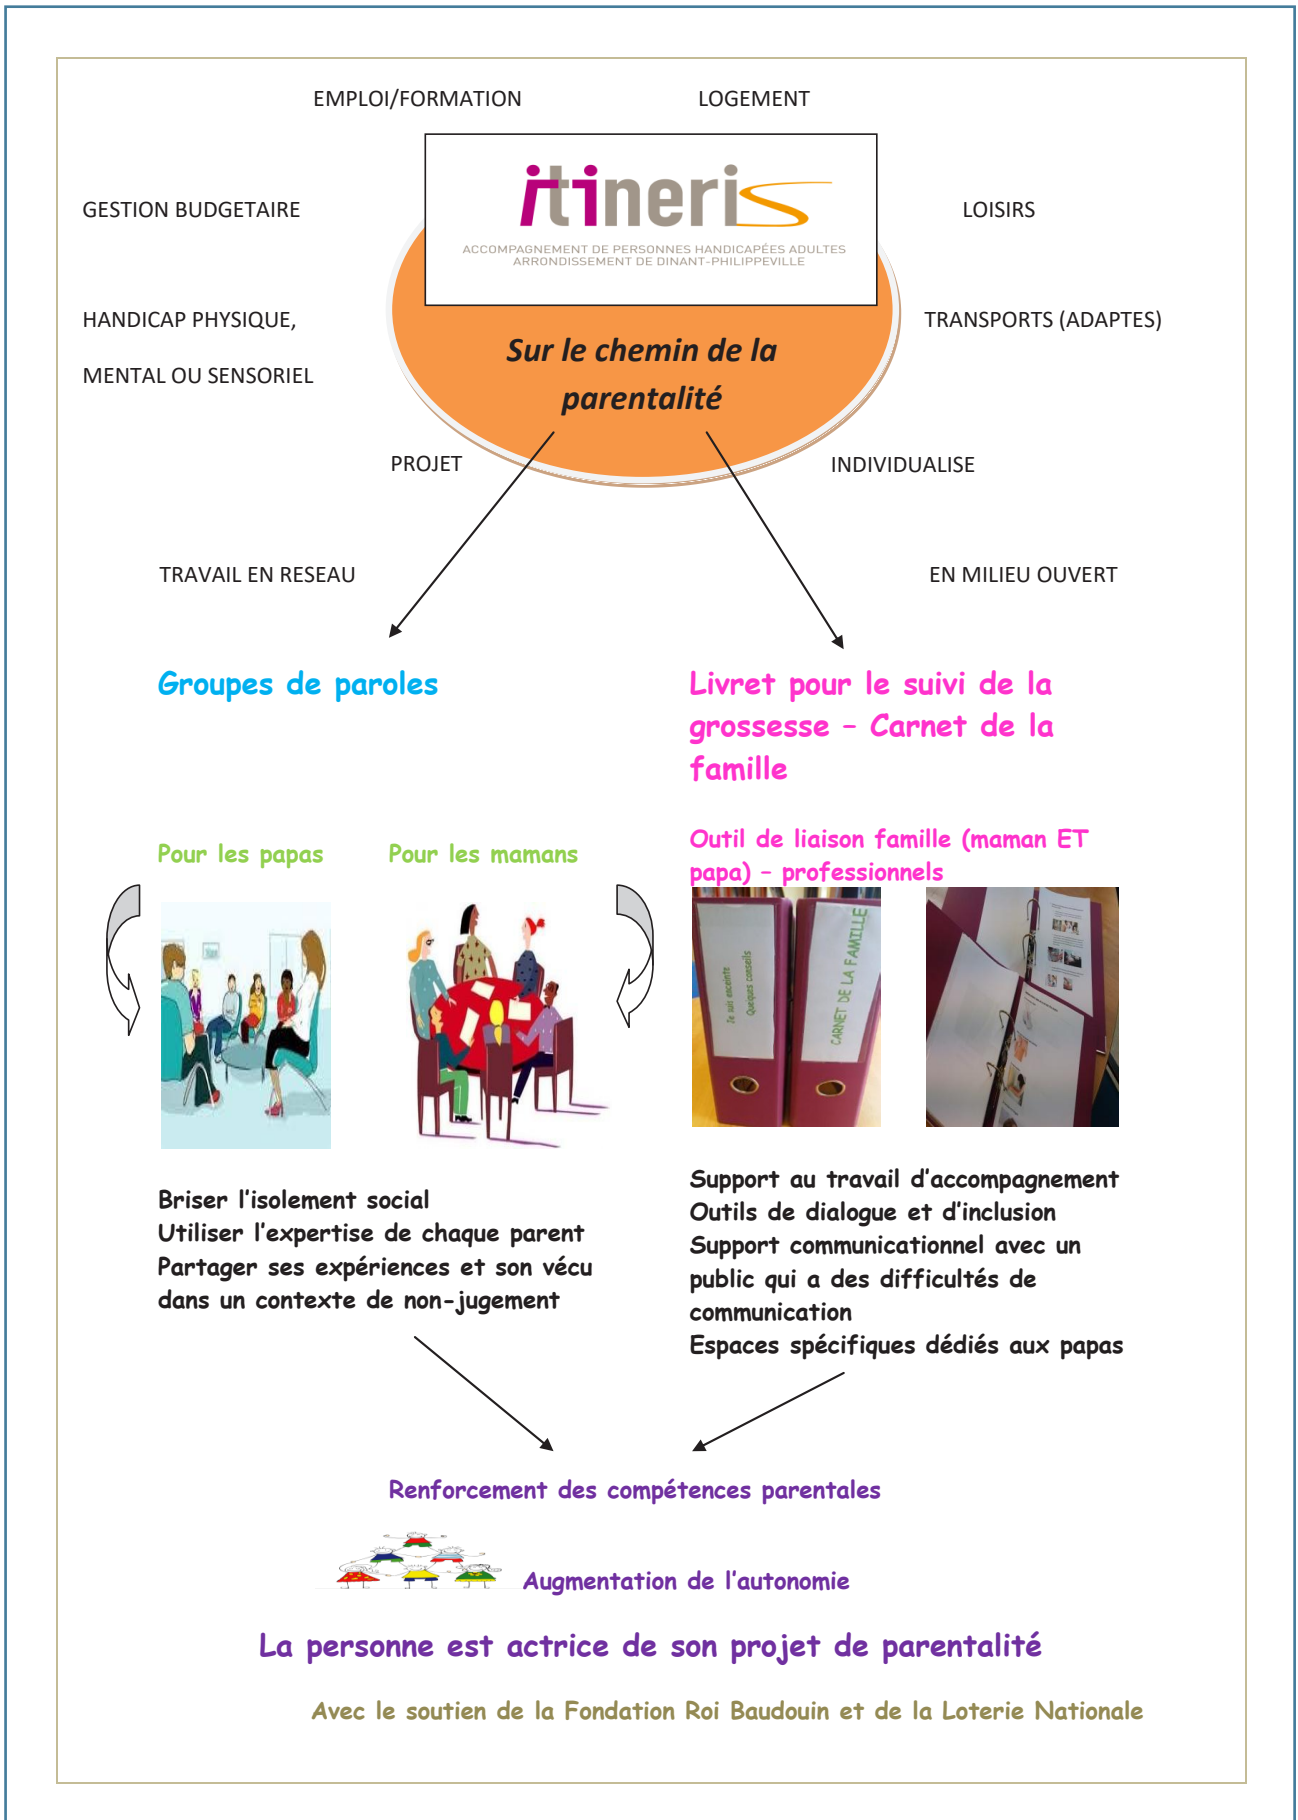 EMPLOI/FORMATION
LOGEMENT
itineris
ACCOMPAGNEMENT DE PERSONNES HANDICAPÉES ADULTES
ARRONDISSEMENT DE DINANT-PHILIPPEVILLE
GESTION BUDGETAIRE
LOISIRS
HANDICAP PHYSIQUE,
MENTAL OU SENSORIEL
TRANSPORTS (ADAPTES)
Sur le chemin de la
parentalité
PROJET
INDIVIDUALISE
TRAVAIL EN RESEAU
EN MILIEU OUVERT
Groupes de paroles
Livret pour le suivi de la
grossesse – Carnet de la
famille
Pour les papas
Pour les mamans
Outil de liaison famille (maman ET
papa) – professionnels
Je suis enceinte
Quelques conseils
CARNET DE LA FAMILLE
Briser l'isolement social
Utiliser l'expertise de chaque parent
Partager ses expériences et son vécu
dans un contexte de non-jugement
Support au travail d'accompagnement
Outils de dialogue et d'inclusion
Support communicationnel avec un
public qui a des difficultés de
communication
Espaces spécifiques dédiés aux papas
Renforcement des compétences parentales
Augmentation de l'autonomie
La personne est actrice de son projet de parentalité
Avec le soutien de la Fondation Roi Baudouin et de la Loterie Nationale